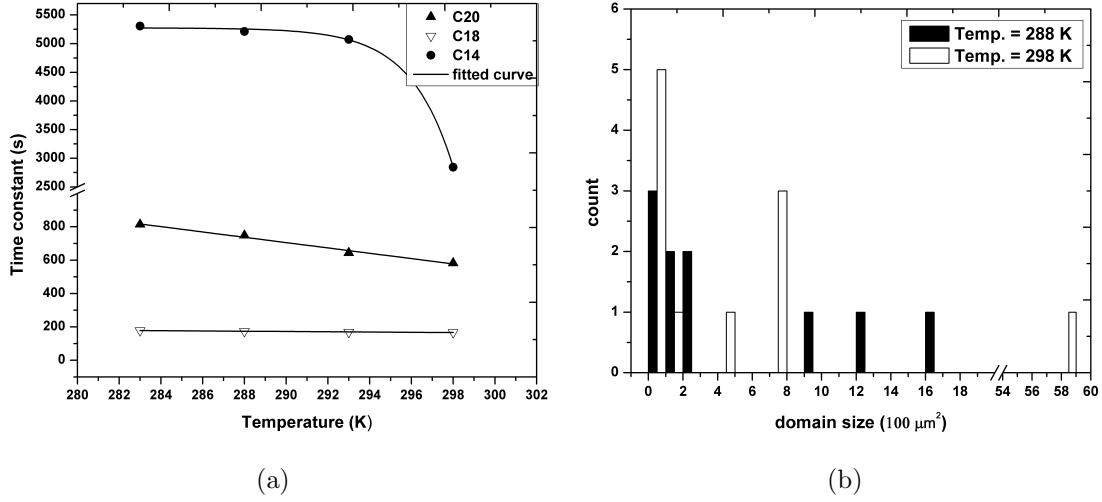 5500
5000
4500
4000
3500
3000
2500
800
600
400
200
0
Time constant (s)
C20
C18
C14
fitted curve
280 282 284 286 288 290 292 294 296 298 300 302
Temperature (K)
(a)
6
5
4
3
2
1
0
count
Temp. = 288 K
Temp. = 298 K
0 2 4 6 8 10 12 14 16 18 54 56 58 60
domain size (100 μm²)
(b)